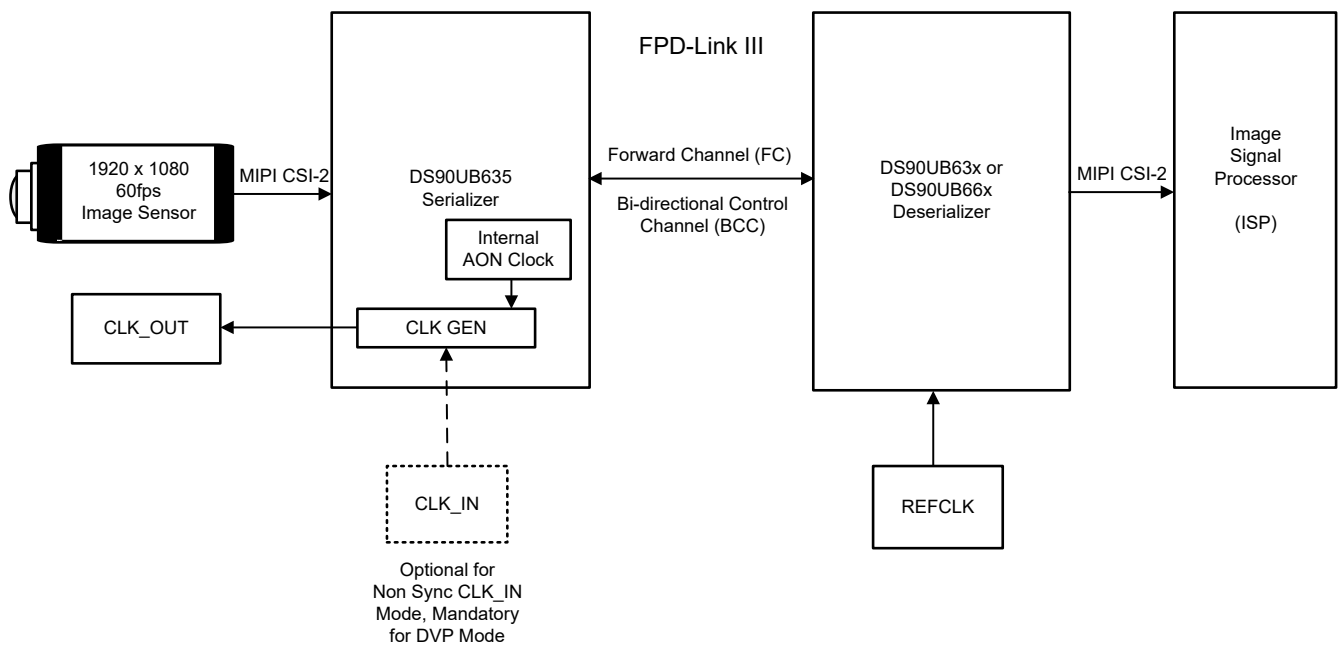 FPD-Link III
1920 x 1080
60fps
Image Sensor
MIPI CSI-2
DS90UB635
Serializer
Internal
AON Clock
CLK GEN
CLK_OUT
CLK_IN
Optional for
Non Sync CLK_IN
Mode, Mandatory
for DVP Mode
Forward Channel (FC)
Bi-directional Control
Channel (BCC)
DS90UB63x or
DS90UB66x
Deserializer
REFCLK
MIPI CSI-2
Image
Signal
Processor
(ISP)